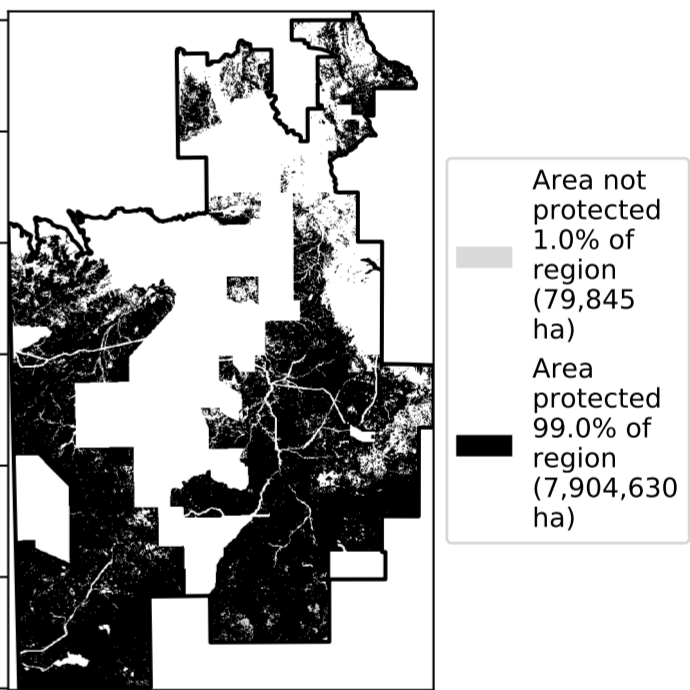 Area not
protected
1.0% of
region
(79,845
ha)
Area
protected
99.0% of
region
(7,904,630
ha)